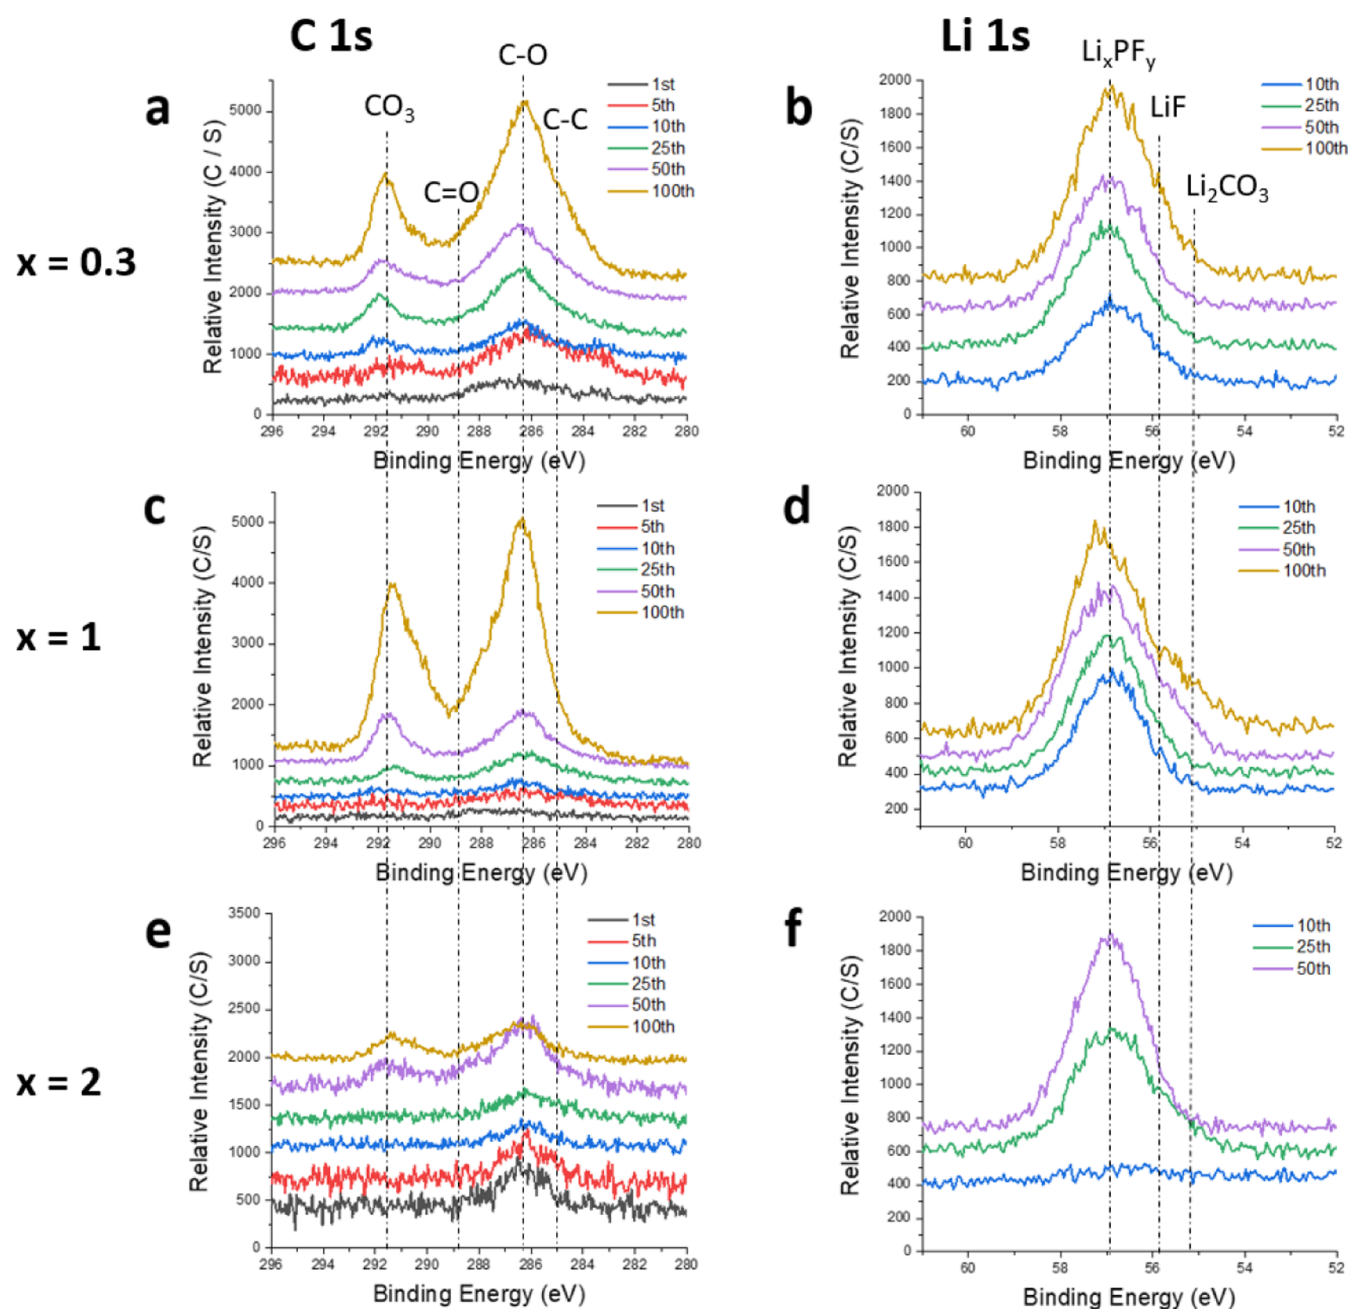 C 1s
Li 1s
x = 0.3
a
CO3
C=O
C-O
C-C
1st
5th
10th
25th
50th
100th
Relative Intensity (C / S)
5000
4000
3000
2000
1000
0
296 294 292 290 288 286 284 282 280
Binding Energy (eV)
b
LixPFy
LiF
Li2CO3
10th
25th
50th
100th
Relative Intensity (C/S)
2000
1800
1600
1400
1200
1000
800
600
400
200
0
60 58 56 54 52
Binding Energy (eV)
x = 1
c
1st
5th
10th
25th
50th
100th
Relative Intensity (C/S)
5000
4000
3000
2000
1000
0
296 294 292 290 288 286 284 282 280
Binding Energy (eV)
d
10th
25th
50th
100th
Relative Intensity (C/S)
2000
1800
1600
1400
1200
1000
800
600
400
200
60 58 56 54 52
Binding Energy (eV)
x = 2
e
1st
5th
10th
25th
50th
100th
Relative Intensity (C/S)
3500
3000
2500
2000
1500
1000
500
0
296 294 292 290 288 286 284 282 280
Binding Energy (eV)
f
10th
25th
50th
Relative Intensity (C/S)
2000
1800
1600
1400
1200
1000
800
600
400
200
0
60 58 56 54 52
Binding Energy (eV)